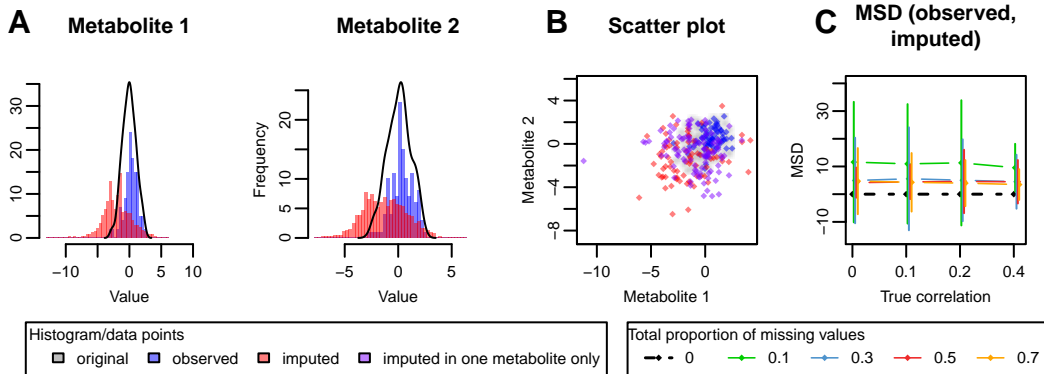 A
Metabolite 1
Metabolite 2
B
Scatter plot
C
MSD (observed,
imputed)
0 10 20 30
−10 −5 0 5 10
Value
Frequency
0 5 10 15 20 25
−5 0 5
Value
Metabolite 2
−8 −4 0 4
−10 −5 0
Metabolite 1
MSD
−10 10 30
0 0.1 0.2 0.4
True correlation
Histogram/data points
original observed imputed imputed in one metabolite only
Total proportion of missing values
0 0.1 0.3 0.5 0.7